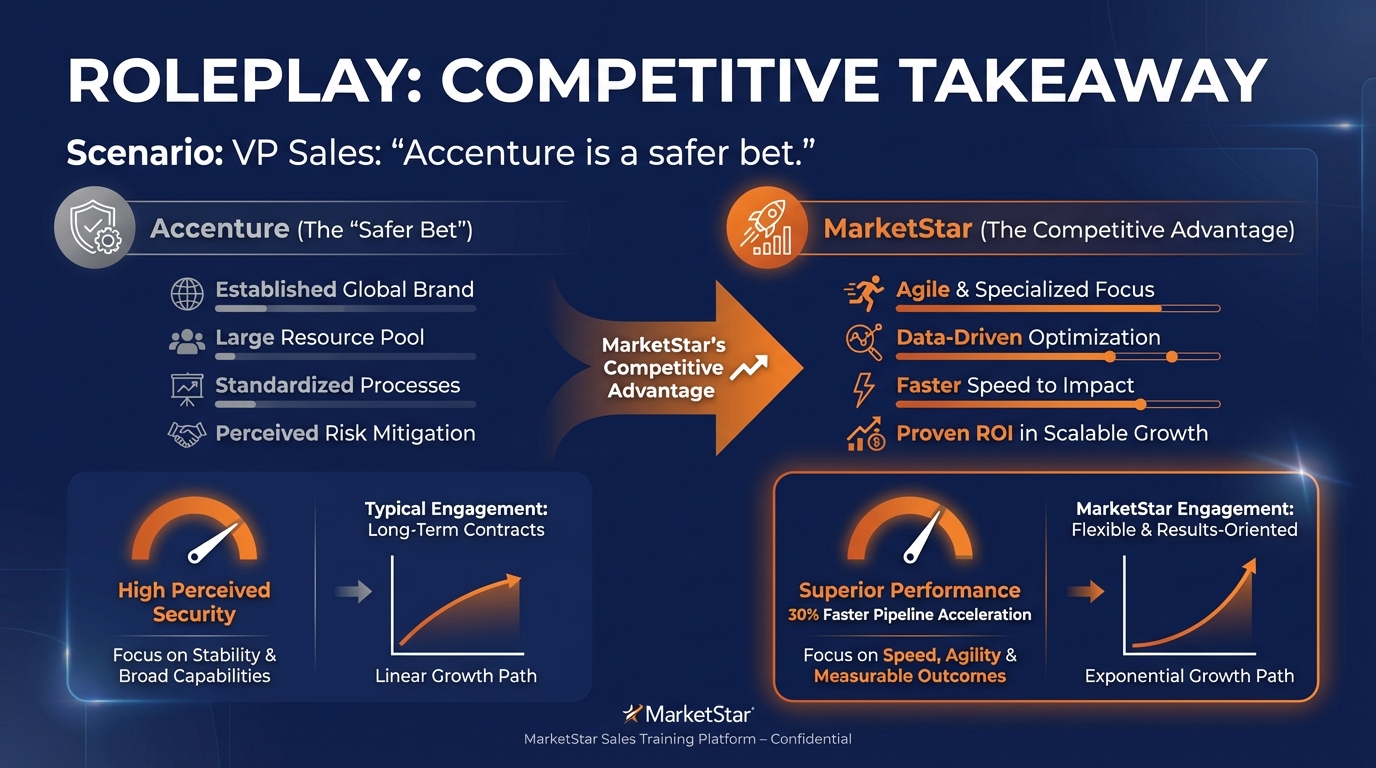 ROLEPLAY: COMPETITIVE TAKEAWAY
Scenario: VP Sales: “Accenture is a safer bet.”
Accenture (The “Safer Bet”)
Established Global Brand
Large Resource Pool
Standardized Processes
Perceived Risk Mitigation
MarketStar’s
Competitive
Advantage
MarketStar (The Competitive Advantage)
Agile & Specialized Focus
Data-Driven Optimization
Faster Speed to Impact
Proven ROI in Scalable Growth
High Perceived
Security
Focus on Stability &
Broad Capabilities
Typical Engagement:
Long-Term Contracts
Linear Growth Path
Superior Performance
30% Faster Pipeline Acceleration
Focus on Speed, Agility &
Measurable Outcomes
MarketStar Engagement:
Flexible & Results-Oriented
Exponential Growth Path
MarketStar
MarketStar Sales Training Platform – Confidential